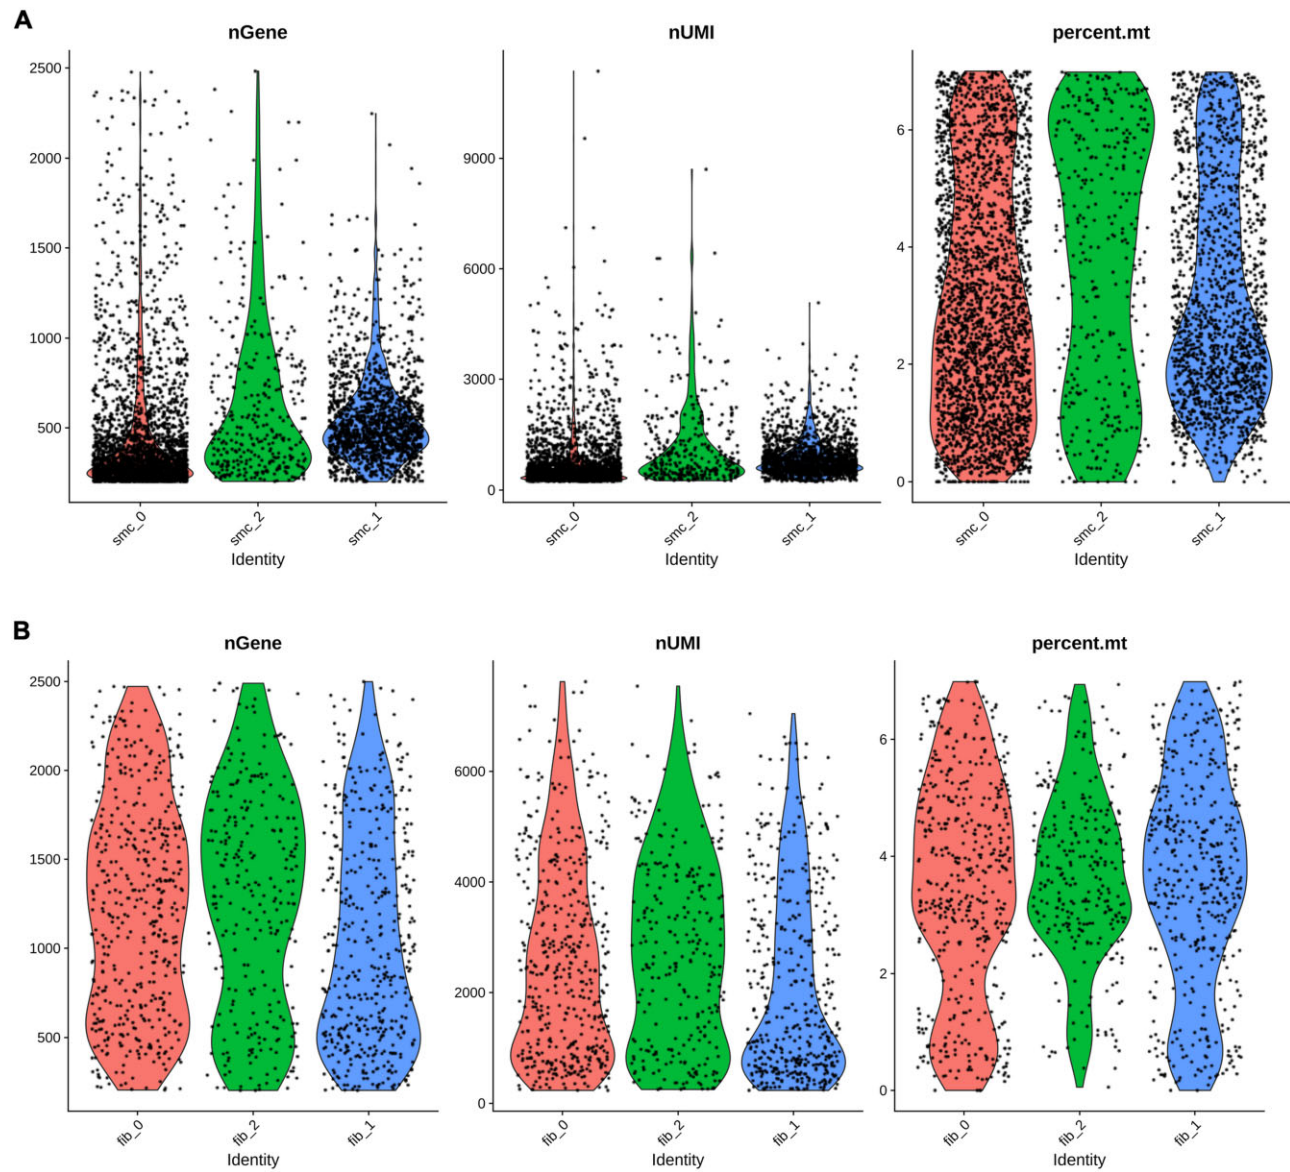 A
nGene
nUMI
percent.mt
2500
2000
1500
1000
500
9000
6000
3000
0
6
4
2
0
smc_0
smc_2
smc_1
smc_0
smc_2
smc_1
smc_0
smc_2
smc_1
Identity
Identity
Identity
B
nGene
nUMI
percent.mt
2500
2000
1500
1000
500
6000
4000
2000
0
6
4
2
0
fib_0
fib_2
fib_1
fib_0
fib_2
fib_1
fib_0
fib_2
fib_1
Identity
Identity
Identity